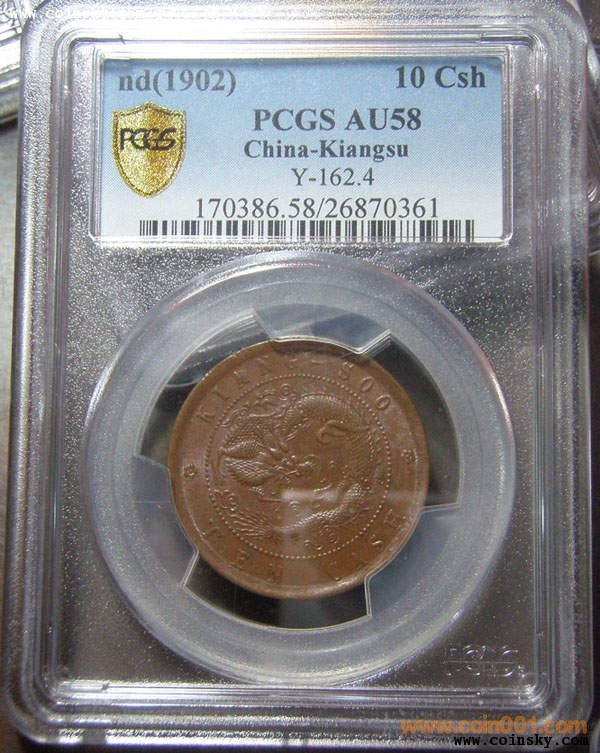 nd(1902) 10 Csh
PCGS
PCGS AU58
China-Kiangsu
Y-162.4
170386.58/26870361
KIANG-SOO
TEN CASH
www.coin001.com
www.coinsky.com